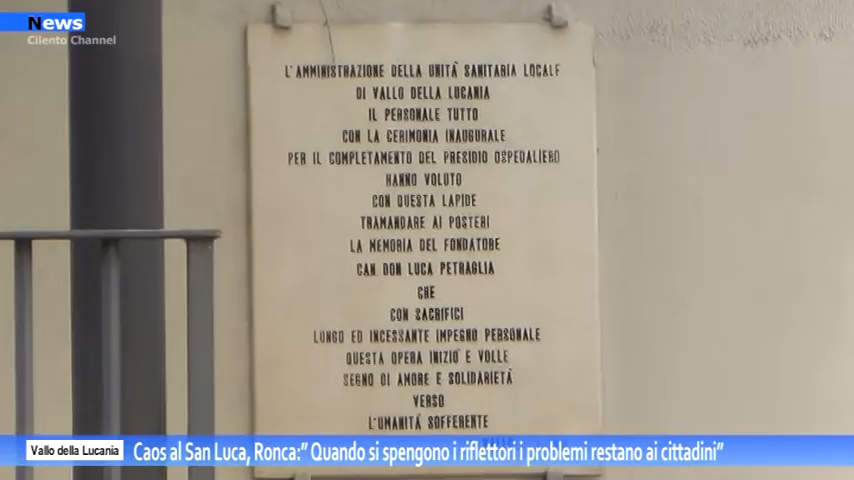 News
Cilento Channel
L'AMMINISTRAZIONE DELLA UNITÀ SANITARIA LOCALE
DI VALLO DELLA LUCANIA
IL PERSONALE TUTTO
CON LA CERIMONIA INAUGURALE
PER IL COMPLETAMENTO DEL PRESIDIO OSPEDALIERO
HANNO VOLUTO
CON QUESTA LAPIDE
TRAMANDARE AI POSTERI
LA MEMORIA DEL FONDATORE
CAN DON LUCA PETRAGLIA
CHE
CON SACRIFICI
LUNGO ED INCESSANTE IMPEGNO PERSONALE
QUESTA OPERA INIZIÒ E VOLLE
SEGNO DI AMORE E SOLIDARIETÀ
VERSO
L'UMANITÀ SOFFERENTE
Vallo della Lucania
Caos al San Luca, Ronca:” Quando si spengono i riflettori i problemi restano ai cittadini”